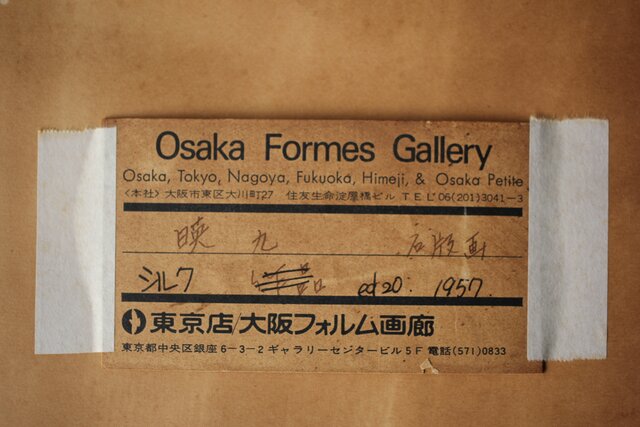 Osaka Formes Gallery
Osaka, Tokyo, Nagoya, Fukuoka, Himeji, & Osaka Petite
〈本社〉大阪市東区大川町27 住友生命淀屋橋ビル TEL 06(201)3041-3
暁 九 石版画
シルク ed 20. 1957.
東京店/大阪フォルム画廊
東京都中央区銀座6-3-2ギャラリーセンタービル5F電話(571)0833